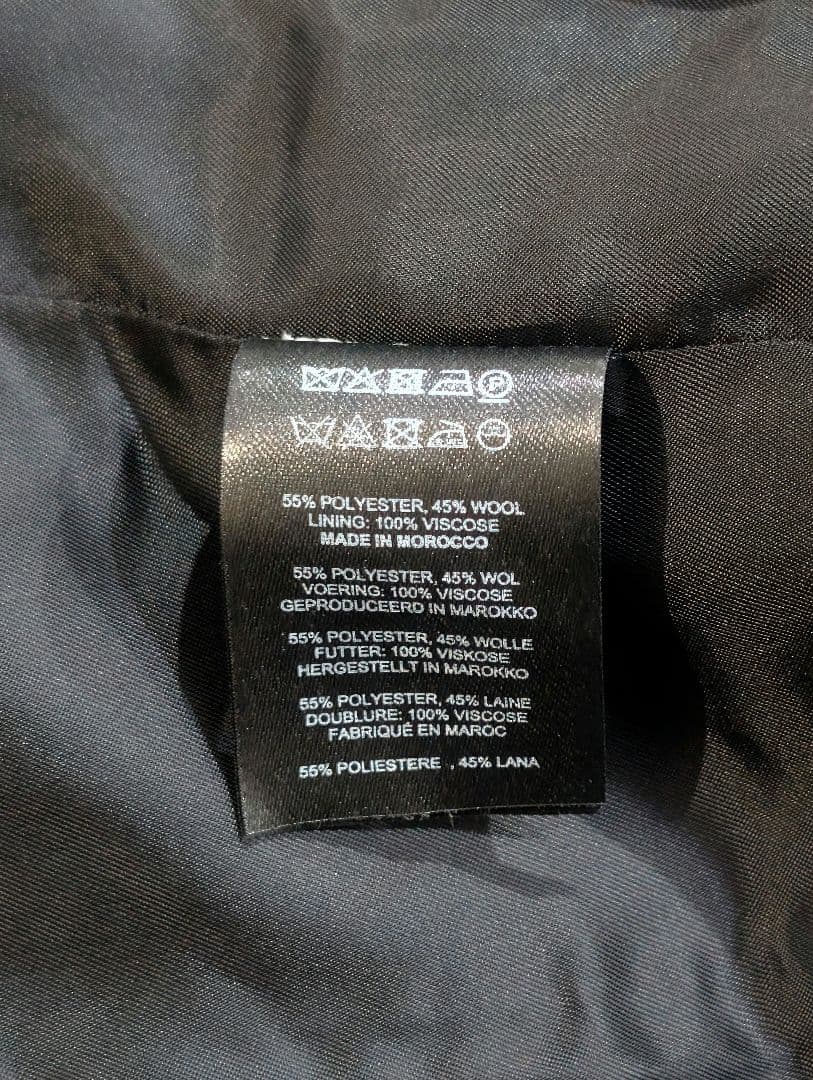 P
55% POLYESTER, 45% WOOL
LINING: 100% VISCOSE
MADE IN MOROCCO
55% POLYESTER, 45% WOL
VOERING: 100% VISCOSE
GEPRODUCEERD IN MAROKKO
55% POLYESTER, 45% WOLLE
FUTTER: 100% VISKOSE
HERGESTELLT IN MAROKKO
55% POLYESTER, 45% LAINE
DOUBLURE: 100% VISCOSE
FABRIQUÉ EN MAROC
55% POLIESTERE , 45% LANA